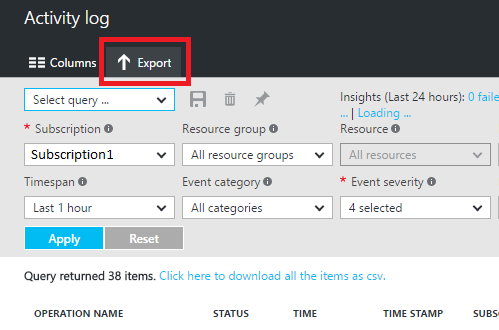 Activity log
Columns Export
Select query ... Insights (Last 24 hours): 0 faile
... | Loading ...
* Subscription Resource group Resource
Subscription1 All resource groups All resources
Timespan Event category * Event severity
Last 1 hour All categories 4 selected
Apply Reset
Query returned 38 items. Click here to download all the items as csv.
OPERATION NAME STATUS TIME TIME STAMP SUBS